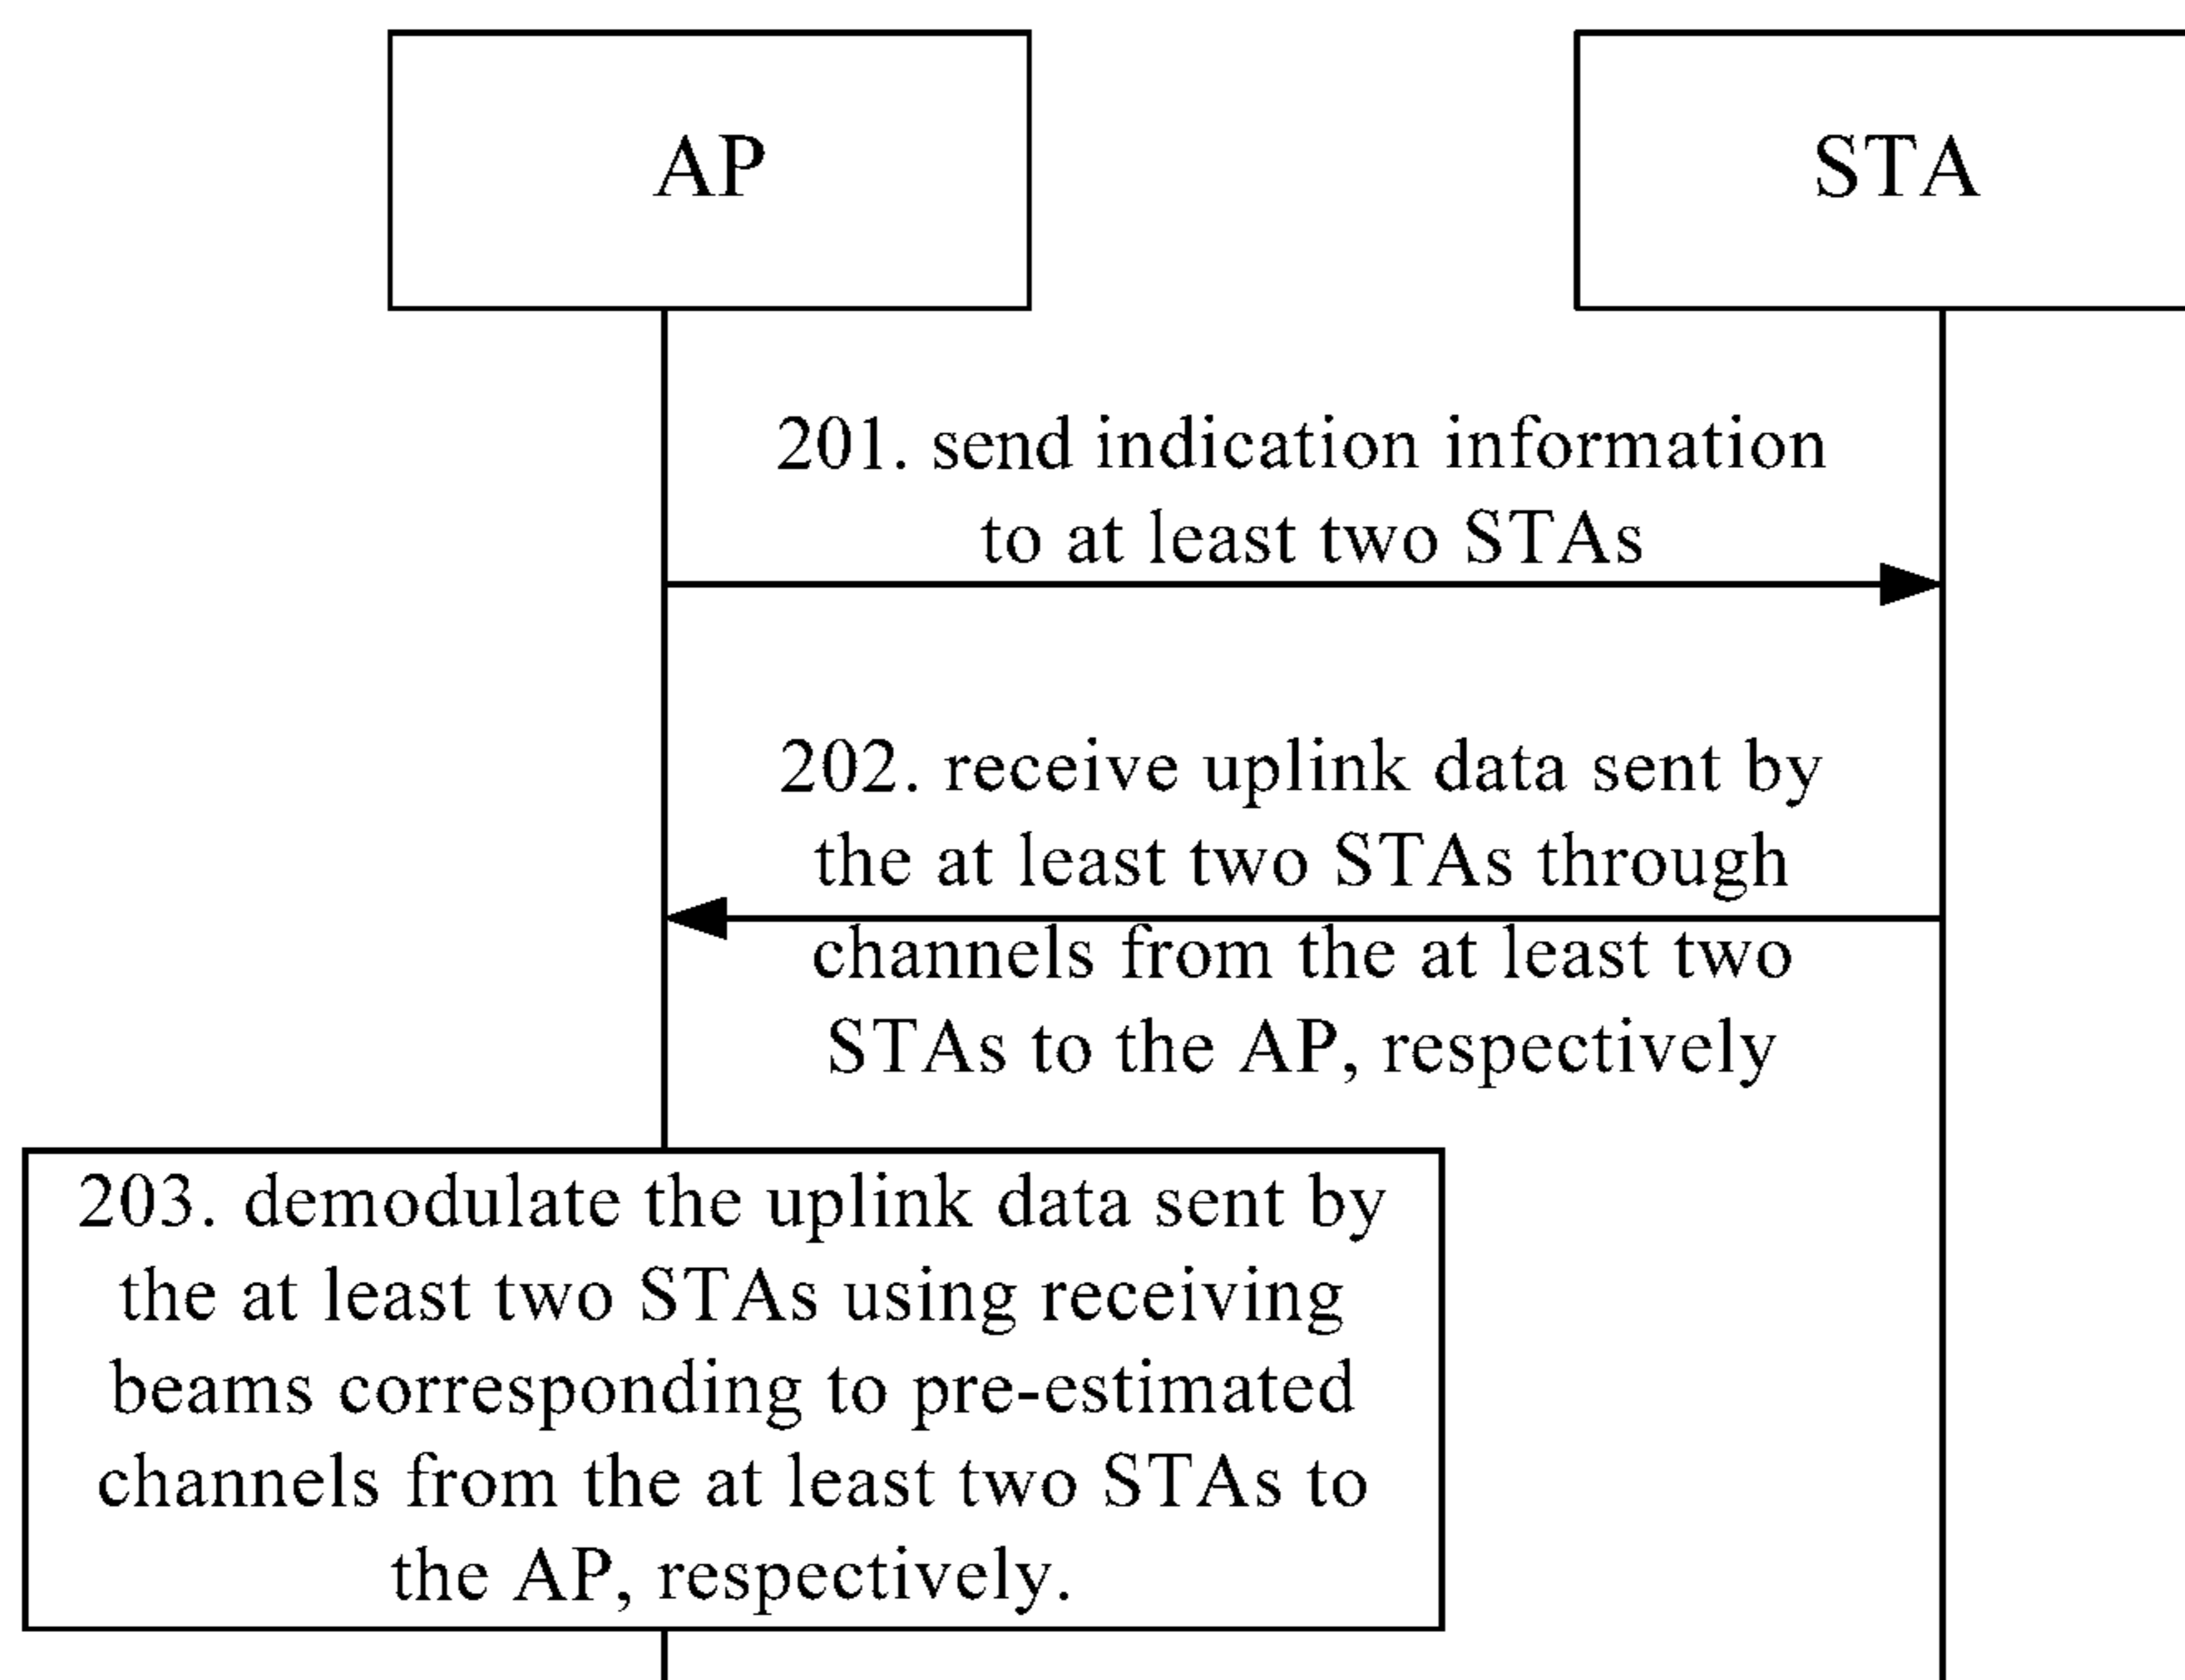 AP
STA
201. send indication information
to at least two STAs
202. receive uplink data sent by
the at least two STAs through
channels from the at least two
STAs to the AP, respectively
203. demodulate the uplink data sent by
the at least two STAs using receiving
beams corresponding to pre-estimated
channels from the at least two STAs to
the AP, respectively.